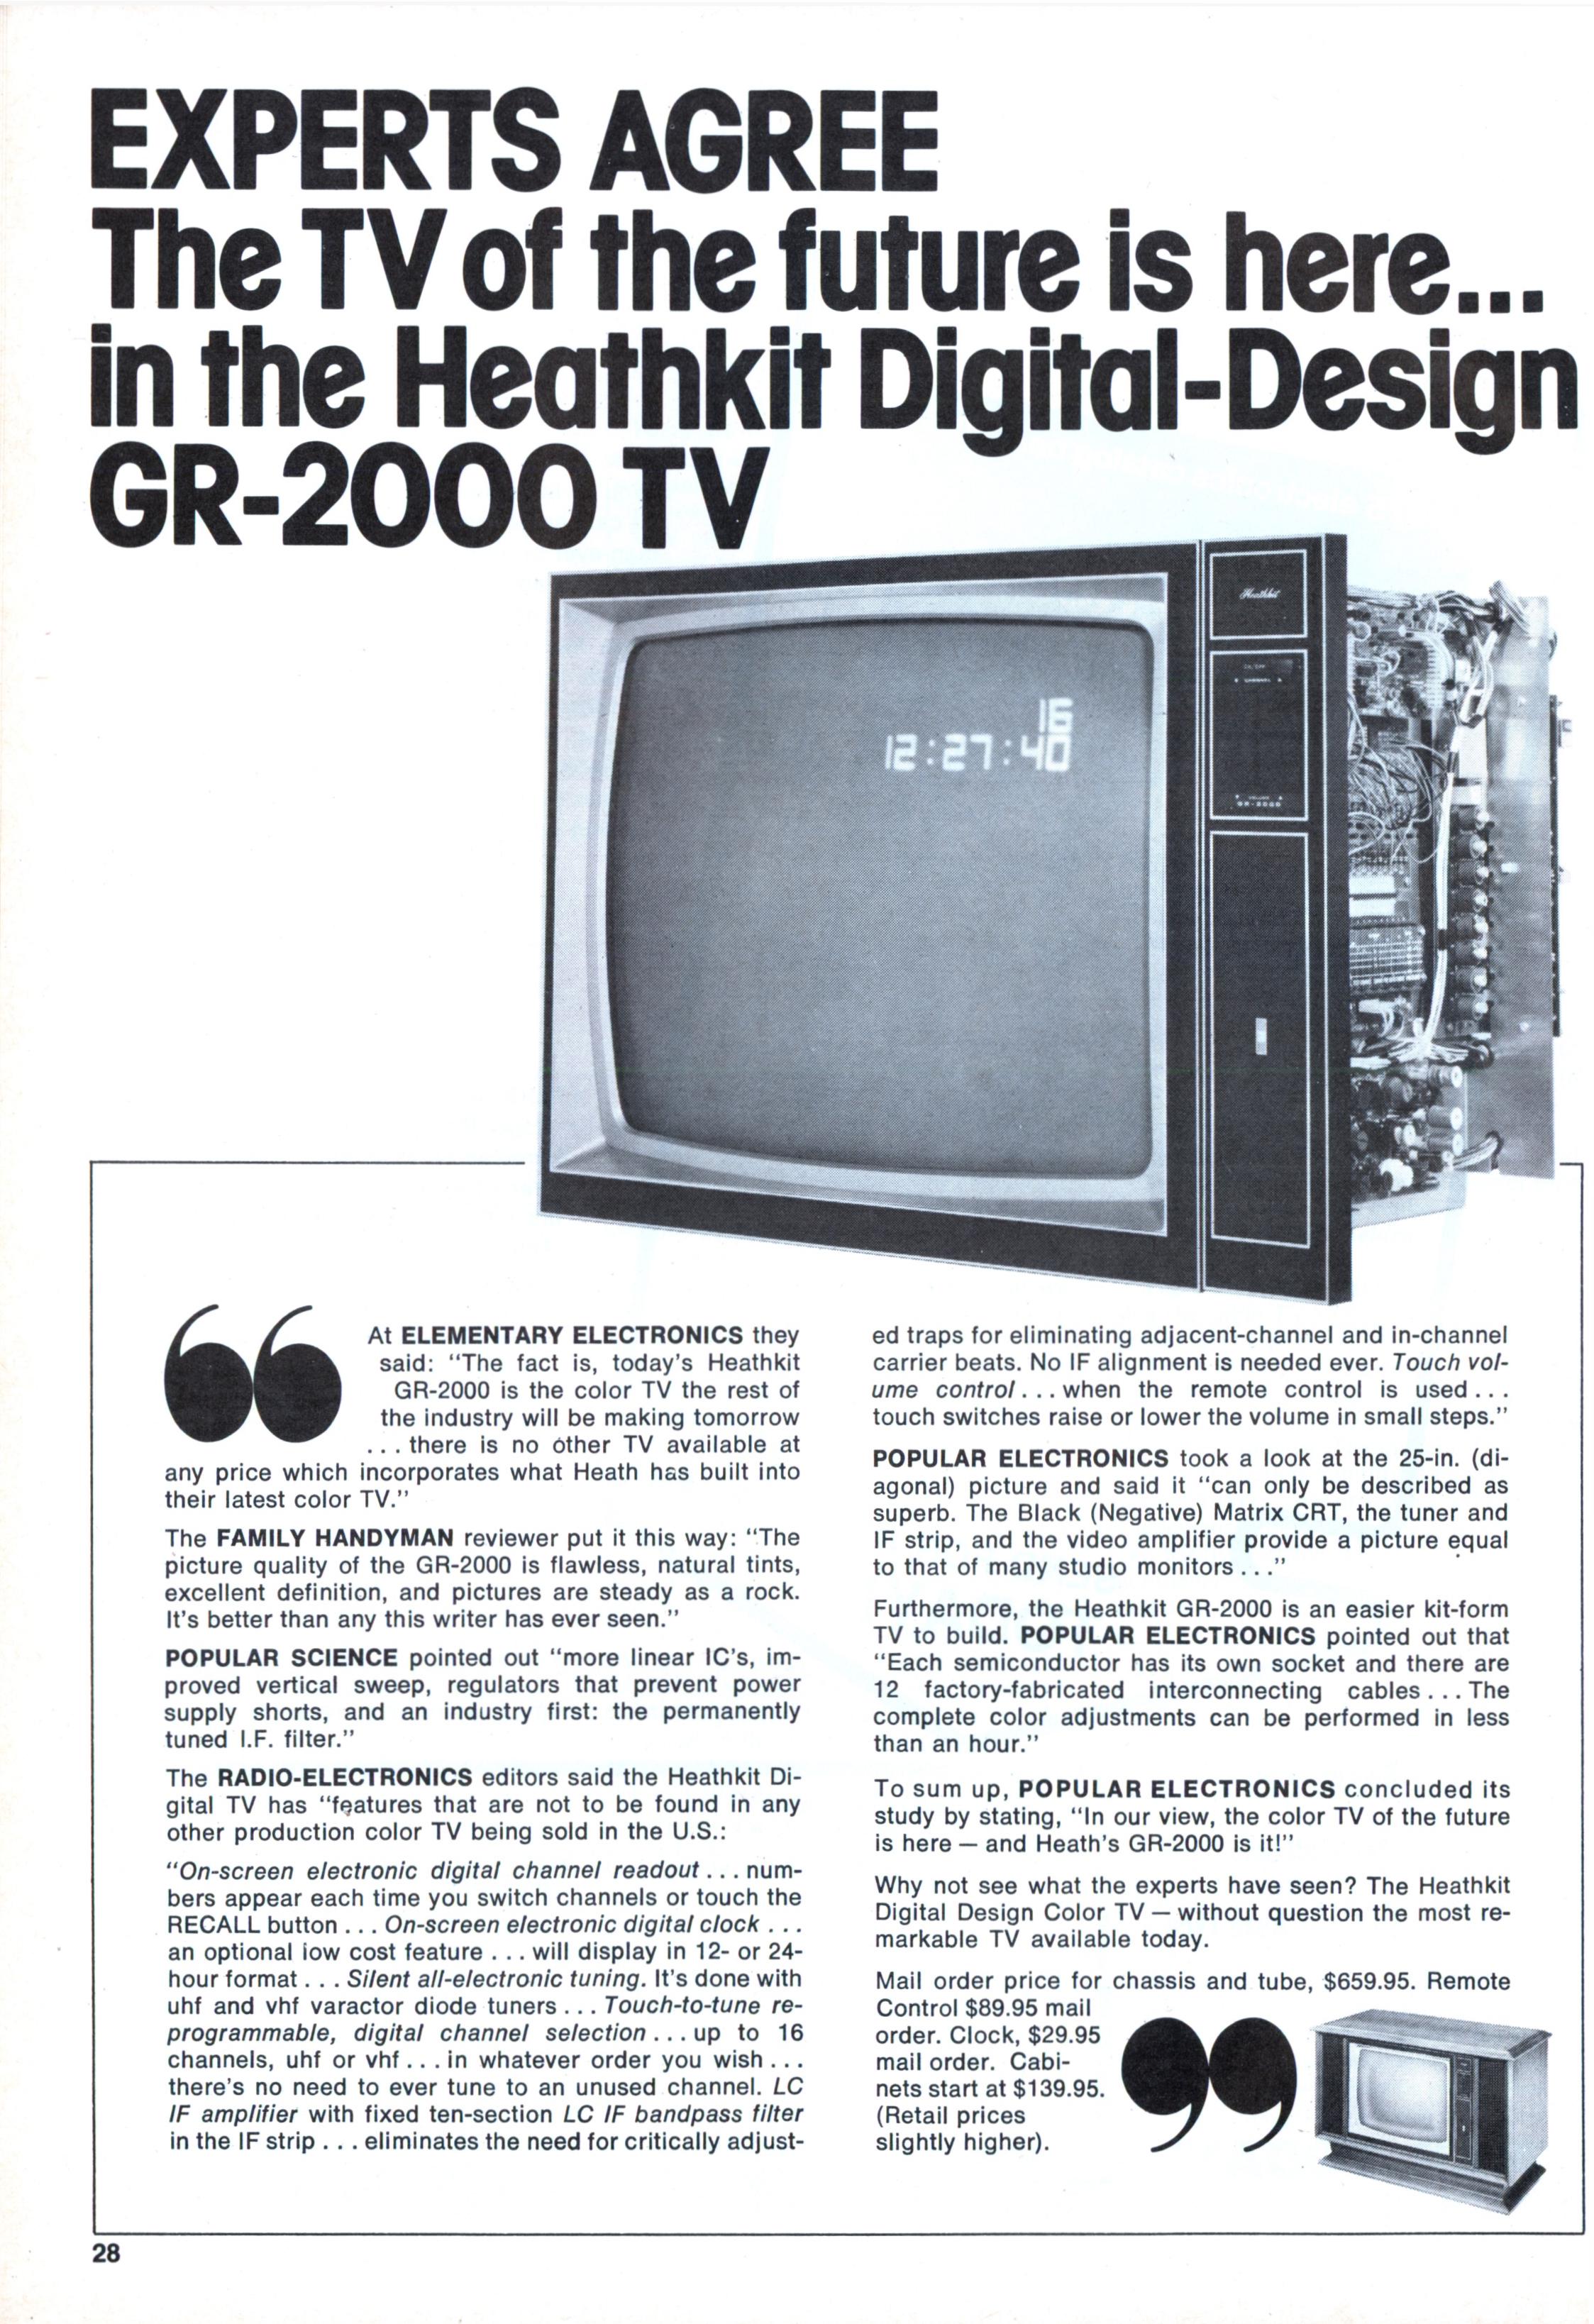 EXPERTS AGREE
The TV of the future is here...
in the Heathkit Digital-Design
GR-2000 TV
Heathkit
ON/OFF
CHANNEL
16
12:27:40
VOLUME
GR-2000
At ELEMENTARY ELECTRONICS they
said: “The fact is, today's Heathkit
GR-2000 is the color TV the rest of
the industry will be making tomorrow
... there is no other TV available at
any price which incorporates what Heath has built into
their latest color TV.”
The FAMILY HANDYMAN reviewer put it this way: “The
picture quality of the GR-2000 is flawless, natural tints,
excellent definition, and pictures are steady as a rock.
It's better than any this writer has ever seen.”
POPULAR SCIENCE pointed out “more linear IC's, im-
proved vertical sweep, regulators that prevent power
supply shorts, and an industry first: the permanently
tuned I.F. filter.”
The RADIO-ELECTRONICS editors said the Heathkit Di-
gital TV has “features that are not to be found in any
other production color TV being sold in the U.S.:
“On-screen electronic digital channel readout ... num-
bers appear each time you switch channels or touch the
RECALL button ... On-screen electronic digital clock ...
an optional low cost feature ... will display in 12- or 24-
hour format ... Silent all-electronic tuning. It's done with
uhf and vhf varactor diode tuners ... Touch-to-tune re-
programmable, digital channel selection ... up to 16
channels, uhf or vhf ... in whatever order you wish ...
there's no need to ever tune to an unused channel. LC
IF amplifier with fixed ten-section LC IF bandpass filter
in the IF strip ... eliminates the need for critically adjust-
ed traps for eliminating adjacent-channel and in-channel
carrier beats. No IF alignment is needed ever. Touch vol-
ume control ... when the remote control is used ...
touch switches raise or lower the volume in small steps.”
POPULAR ELECTRONICS took a look at the 25-in. (di-
agonal) picture and said it “can only be described as
superb. The Black (Negative) Matrix CRT, the tuner and
IF strip, and the video amplifier provide a picture equal
to that of many studio monitors ...”
Furthermore, the Heathkit GR-2000 is an easier kit-form
TV to build. POPULAR ELECTRONICS pointed out that
“Each semiconductor has its own socket and there are
12 factory-fabricated interconnecting cables ... The
complete color adjustments can be performed in less
than an hour.”
To sum up, POPULAR ELECTRONICS concluded its
study by stating, “In our view, the color TV of the future
is here — and Heath's GR-2000 is it!”
Why not see what the experts have seen? The Heathkit
Digital Design Color TV — without question the most re-
markable TV available today.
Mail order price for chassis and tube, $659.95. Remote
Control $89.95 mail
order. Clock, $29.95
mail order. Cabi-
nets start at $139.95.
(Retail prices
slightly higher).
28